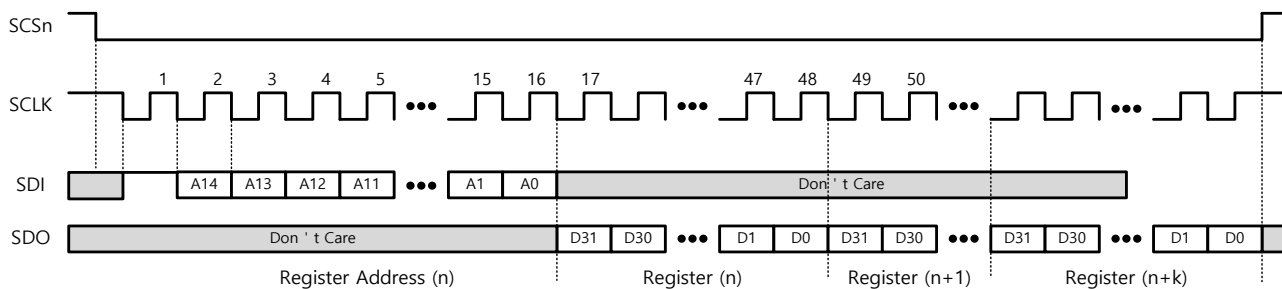 SCSn
1 2 3 4 5 15 16 17 47 48 49 50
SCLK
SDI A14 A13 A12 A11 A1 A0 Don ' t Care
SDO Don ' t Care D31 D30 D1 D0 D31 D30 D31 D30 D1 D0
Register Address (n) Register (n) Register (n+1) Register (n+k)